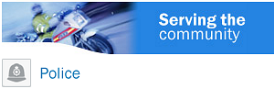 Serving the
community
Police